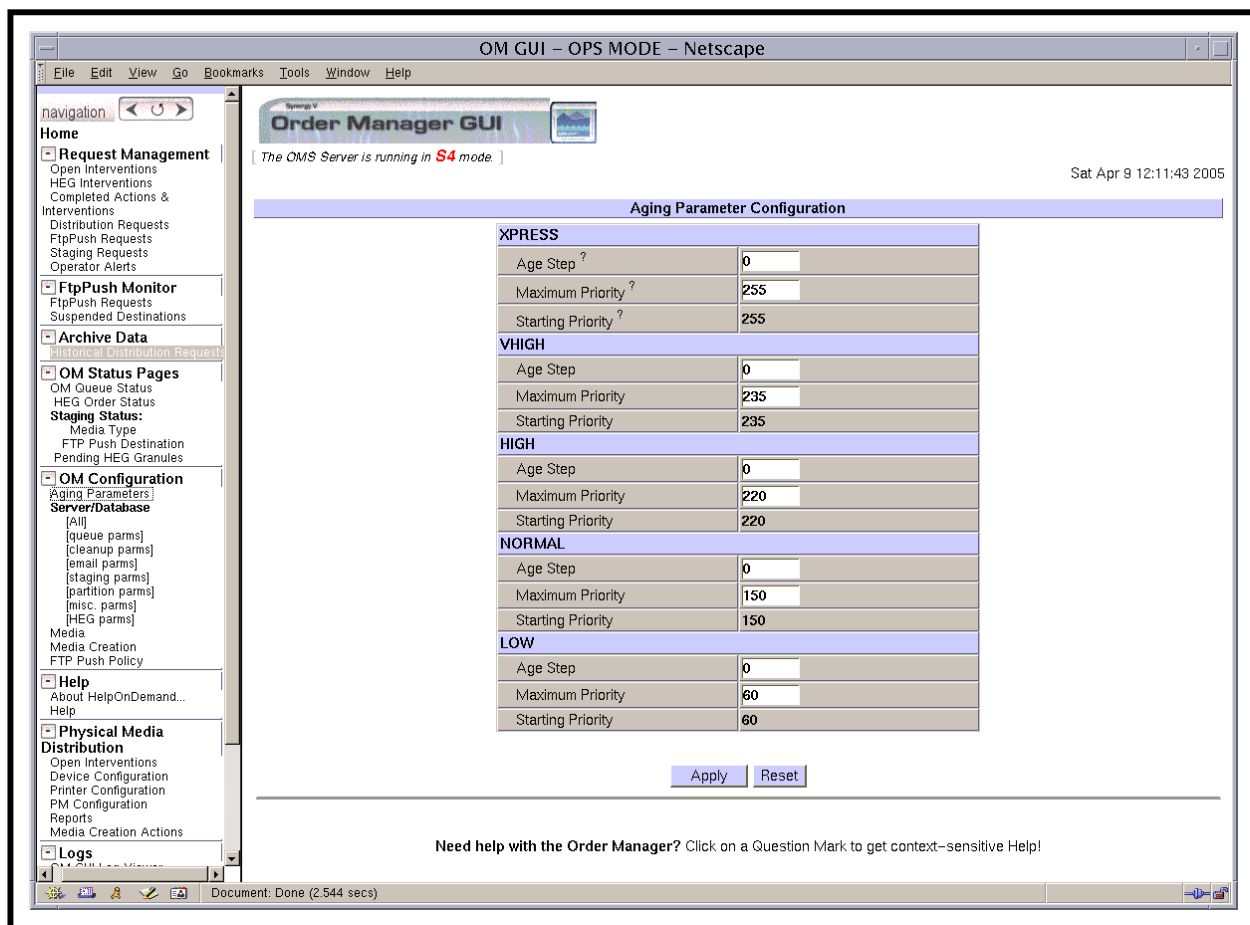 OM GUI – OPS MODE – Netscape
File Edit View Go Bookmarks Tools Window Help
navigation
Home
Request Management
Open Interventions
HEG Interventions
Completed Actions &
Interventions
Distribution Requests
FtpPush Requests
Staging Requests
Operator Alerts
FtpPush Monitor
FtpPush Requests
Suspended Destinations
Archive Data
Historical Distribution Requests
OM Status Pages
OM Queue Status
HEG Order Status
Staging Status:
Media Type
FTP Push Destination
Pending HEG Granules
OM Configuration
Aging Parameters
Server/Database
[All]
[queue parms]
[cleanup parms]
[email parms]
[staging parms]
[partition parms]
[misc. parms]
[HEG parms]
Media
Media Creation
FTP Push Policy
Help
About HelpOnDemand...
Help
Physical Media
Distribution
Open Interventions
Device Configuration
Printer Configuration
PM Configuration
Reports
Media Creation Actions
Logs
OM GUI Log Viewer
Synergy V
Order Manager GUI
[ The OMS Server is running in S4 mode. ]
Sat Apr 9 12:11:43 2005
Aging Parameter Configuration
XPRESS
Age Step ? 0
Maximum Priority ? 255
Starting Priority ? 255
VHIGH
Age Step 0
Maximum Priority 235
Starting Priority 235
HIGH
Age Step 0
Maximum Priority 220
Starting Priority 220
NORMAL
Age Step 0
Maximum Priority 150
Starting Priority 150
LOW
Age Step 0
Maximum Priority 60
Starting Priority 60
Apply Reset
Need help with the Order Manager? Click on a Question Mark to get context–sensitive Help!
Document: Done (2.544 secs)